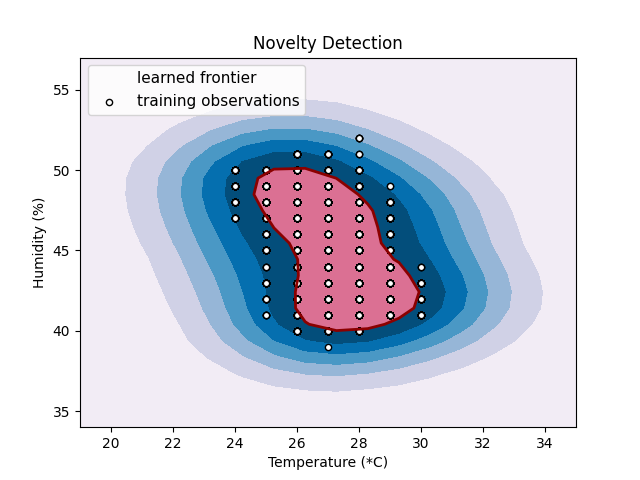 Novelty Detection
learned frontier
training observations
55
50
45
40
35
Humidity (%)
20 22 24 26 28 30 32 34
Temperature (*C)